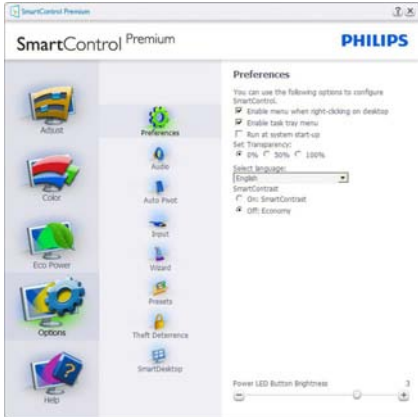 SmartControl Premium
SmartControl Premium
PHILIPS
Adjust
Color
Eco Power
Options
Help
Preferences
Audio
Auto Pivot
Input
Wizard
Presets
Theft Deterrence
SmartDesktop
Preferences
You can use the following options to configure
SmartControl.
Enable menu when right-clicking on desktop
Enable task tray menu
Run at system start-up
Set Transparency:
0% 50% 100%
Select language:
English
SmartContrast
On: SmartContrast
Off: Economy
Power LED Button Brightness 3